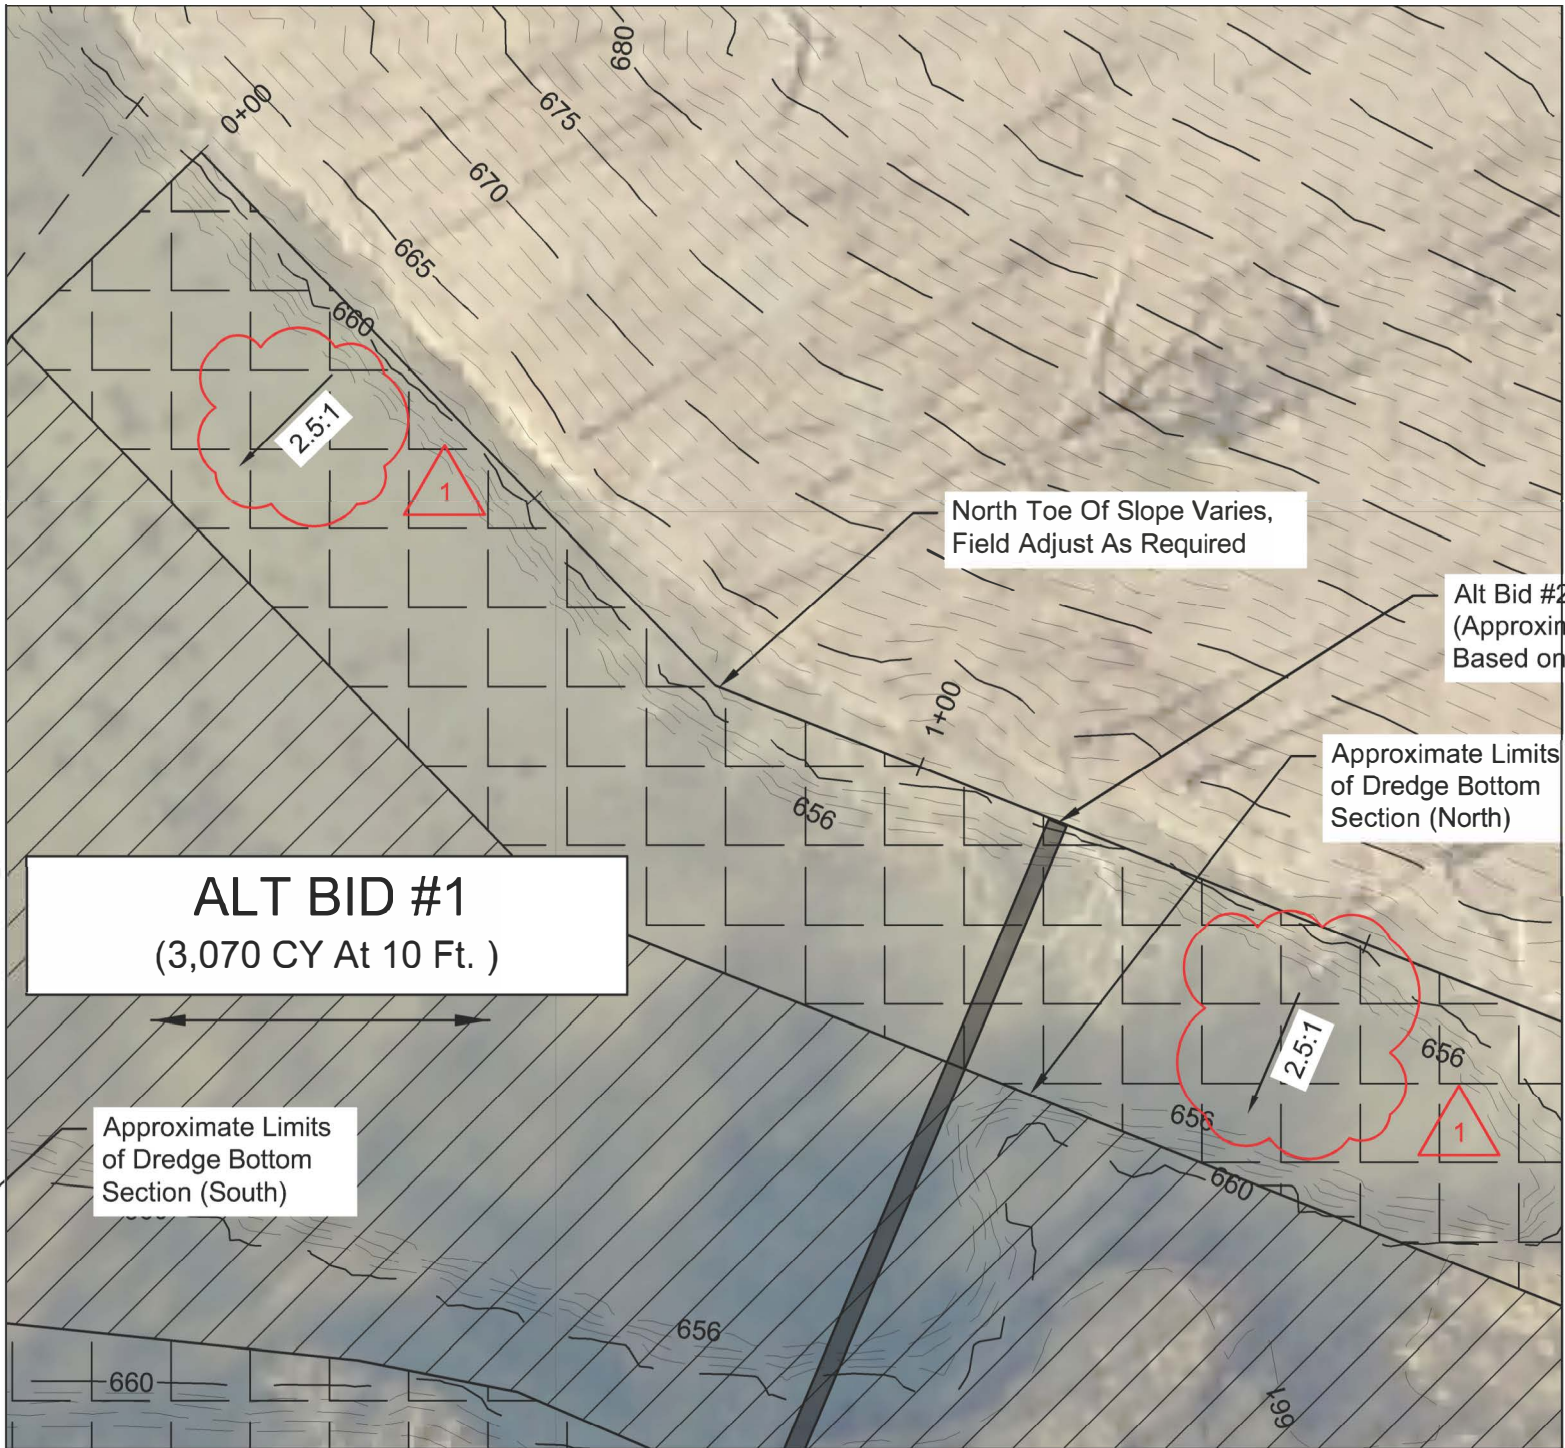 680
0+00
675
670
665
660
2.5:1
1
North Toe Of Slope Varies,
Field Adjust As Required
Alt Bid #2
(Approxim
Based on
1+00
Approximate Limits
of Dredge Bottom
Section (North)
656
ALT BID #1
(3,070 CY At 10 Ft. )
2.5:1
656
656
1
Approximate Limits
of Dredge Bottom
Section (South)
660
656
660
661